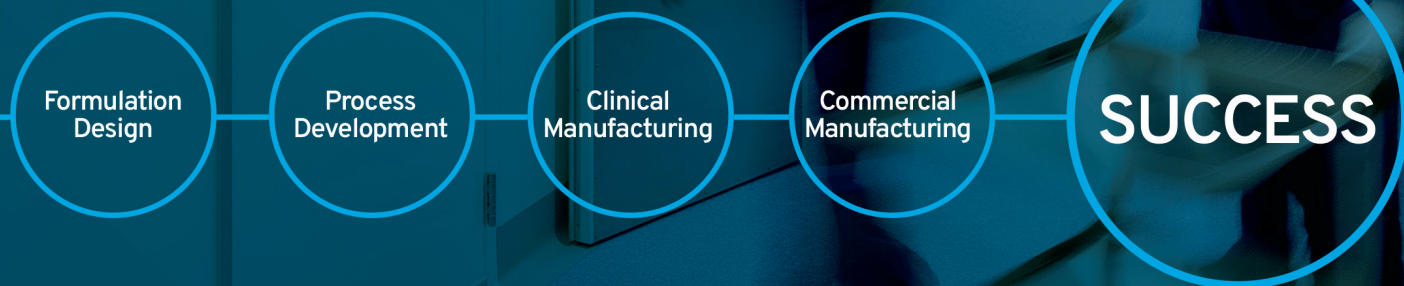 Formulation
Design
Process
Development
Clinical
Manufacturing
Commercial
Manufacturing
SUCCESS